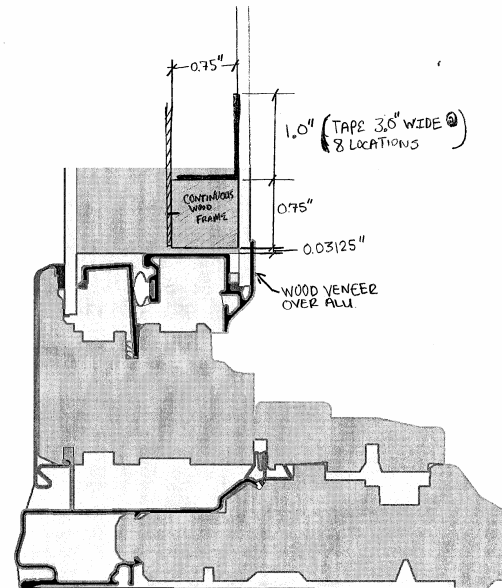 0.75"
1.0" (TAPE 3.0" WIDE @
8 LOCATIONS)
CONTINUOUS
WOOD
FRAME
0.75"
0.03125"
WOOD VENEER
OVER ALU.